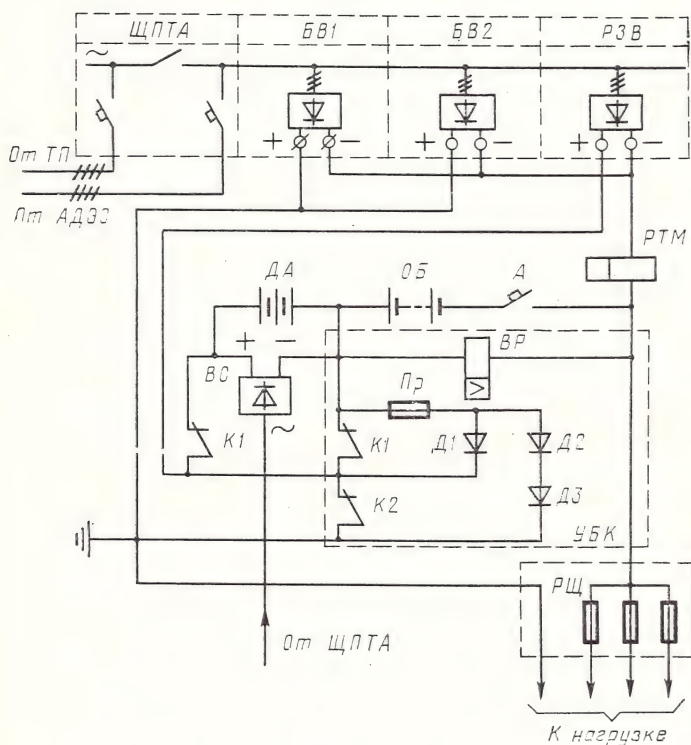 ЩПТА БВ1 БВ2 РЗВ
~
+ − + − + −
От ТП
От АДЭС
РТМ
ДА ОБ А
+ −
ВС ВР
>
Пр
~
К1 К1 Д1 Д2
К2 Д3
УБК
РЩ
От ЩПТА
К нагрузке